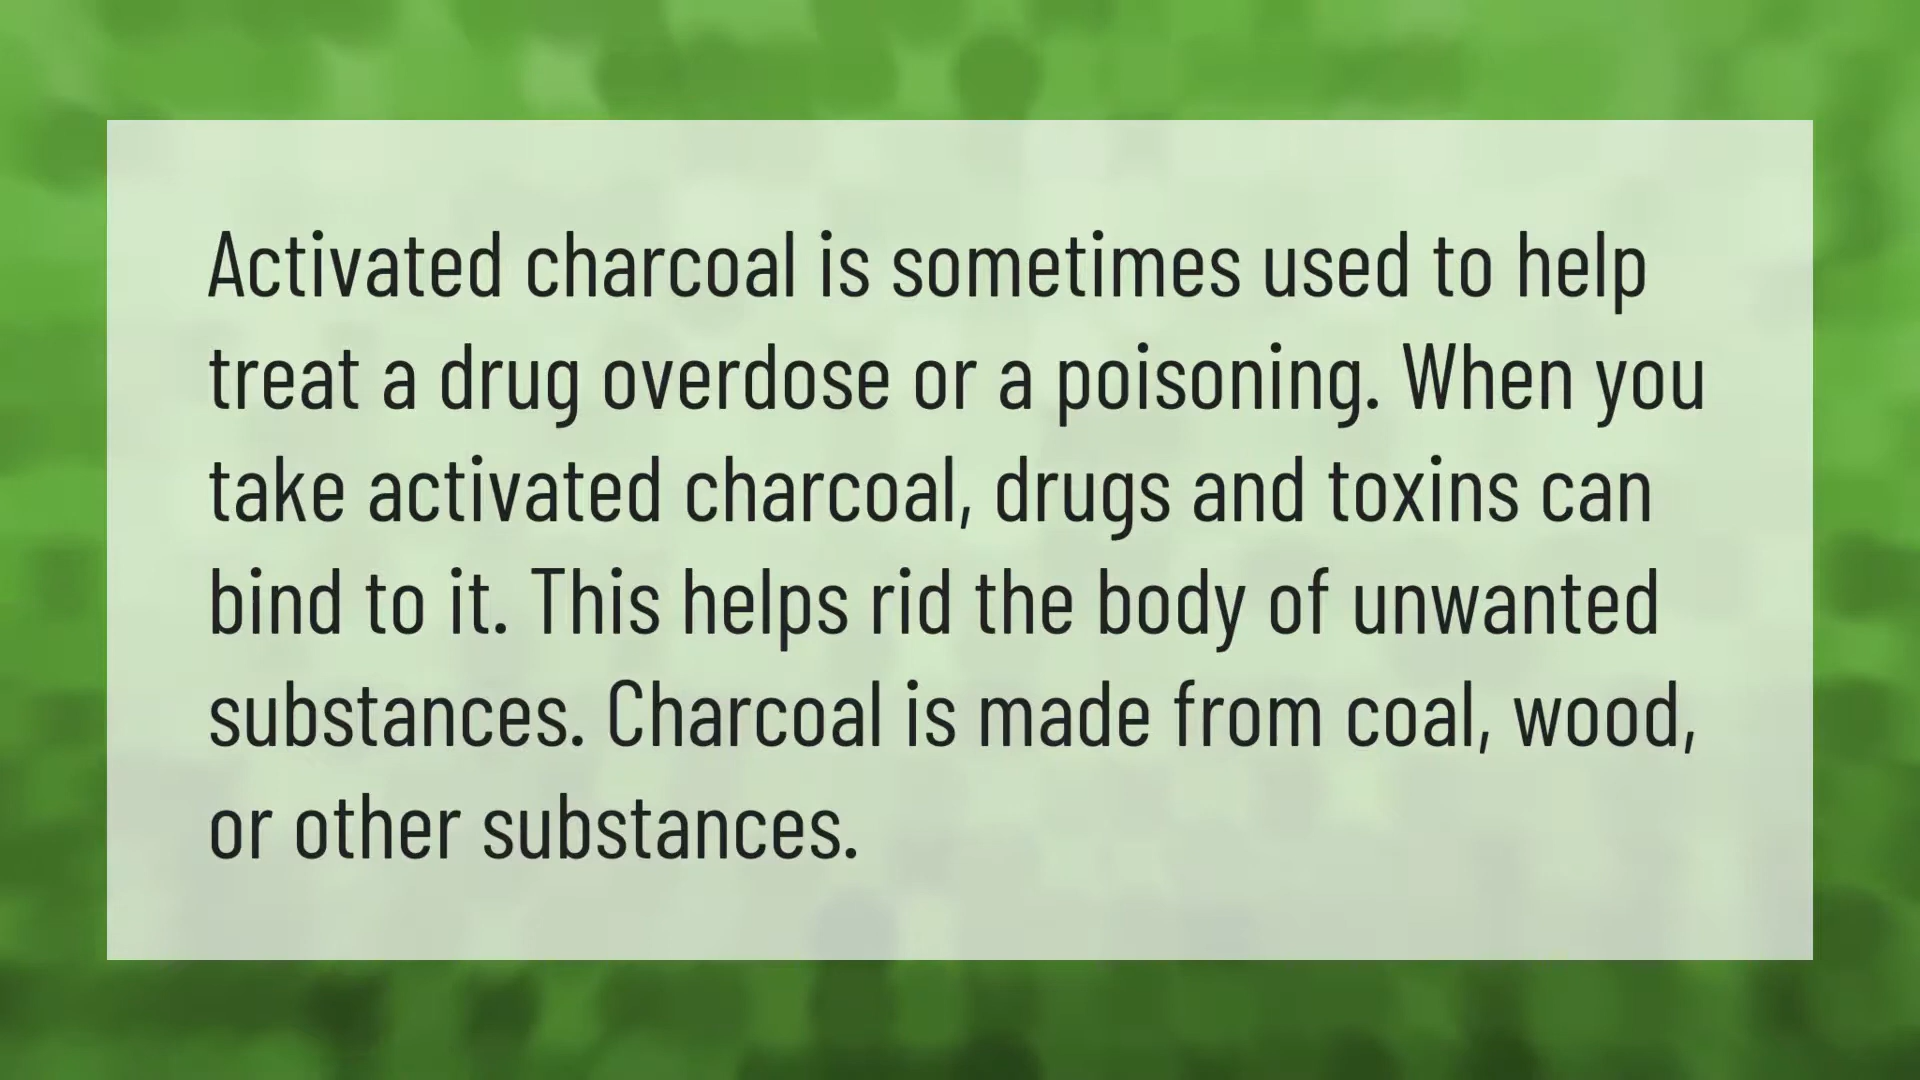 Activated charcoal is sometimes used to help
treat a drug overdose or a poisoning. When you
take activated charcoal, drugs and toxins can
bind to it. This helps rid the body of unwanted
substances. Charcoal is made from coal, wood,
or other substances.